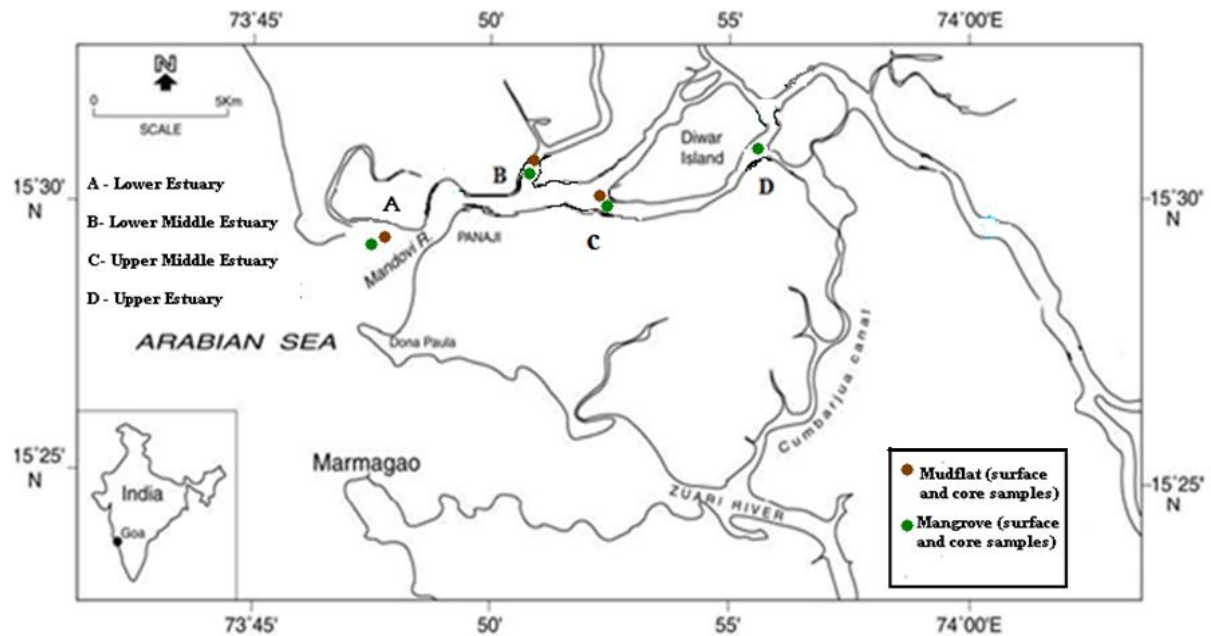 73°45' 50' 55' 74°00'E
N
0 5Km
SCALE
Diwar
Island
B
D
15°30'
N
15°30'
N
A - Lower Estuary
A
B- Lower Middle Estuary
PANAJI
C
Mandovi R.
C- Upper Middle Estuary
D - Upper Estuary
ARABIAN SEA
Dona Paula
Cumbarjua canal
15°25'
N
Marmagao
15°25'
N
India
Goa
ZUARI RIVER
Mudflat (surface
and core samples)
Mangrove (surface
and core samples)
73°45' 50' 55' 74°00'E